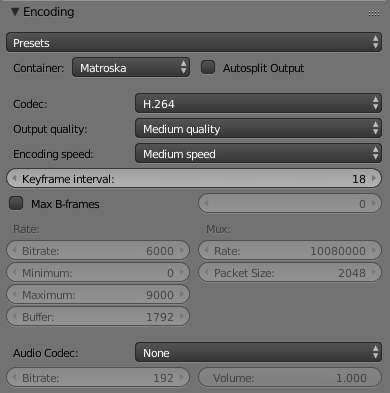 Encoding
Presets
Container: Matroska Autosplit Output
Codec: H.264
Output quality: Medium quality
Encoding speed: Medium speed
Keyframe interval: 18
Max B-frames 0
Rate: Mux:
Bitrate: 6000 Rate: 10080000
Minimum: 0 Packet Size: 2048
Maximum: 9000
Buffer: 1792
Audio Codec: None
Bitrate: 192 Volume: 1.000